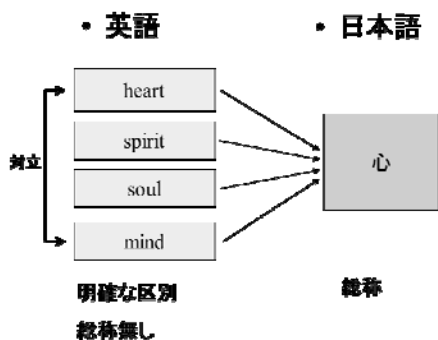 • 英語
• 日本語
heart
spirit
soul
mind
対立
心
明確な区別
総称無し
総称